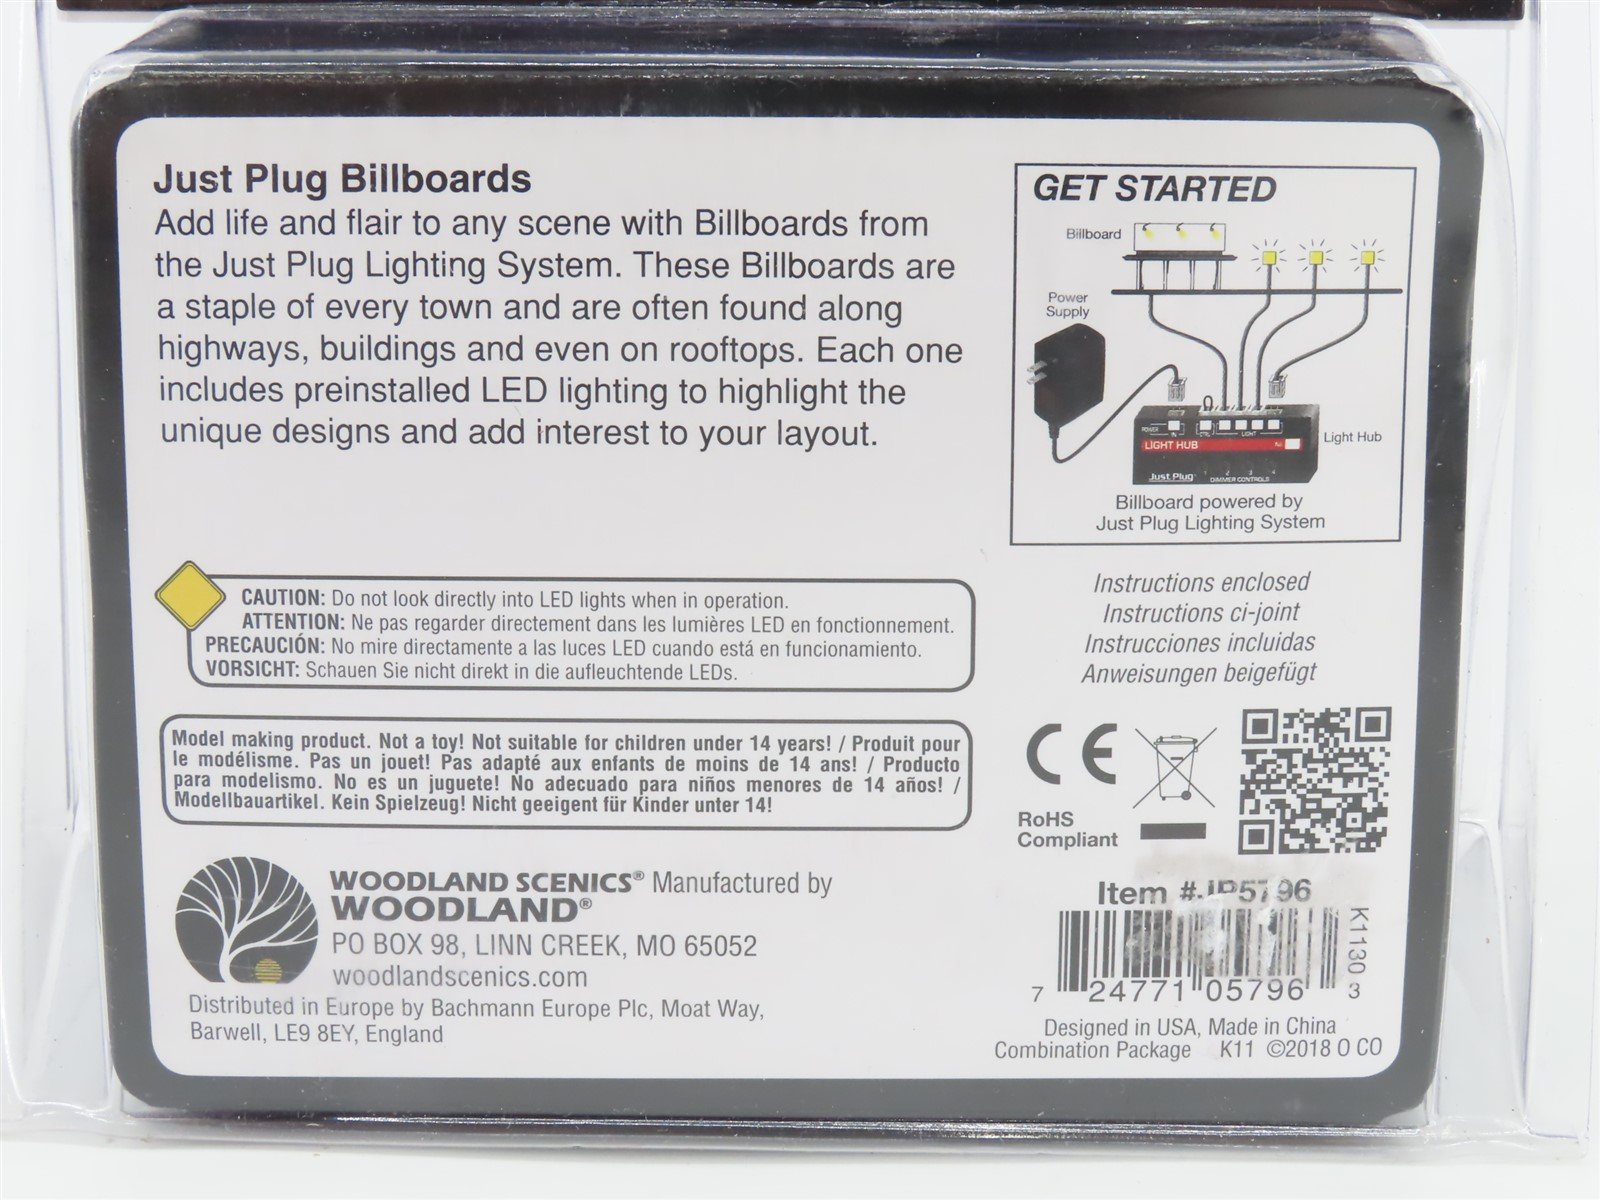 Just Plug Billboards
Add life and flair to any scene with Billboards from
the Just Plug Lighting System. These Billboards are
a staple of every town and are often found along
highways, buildings and even on rooftops. Each one
includes preinstalled LED lighting to highlight the
unique designs and add interest to your layout.
GET STARTED
Billboard
Power
Supply
POWER
IN
CTRL
LIGHT
LIGHT HUB
Light Hub
Just Plug
1 2 3 4
DIMMER CONTROLS
Billboard powered by
Just Plug Lighting System
CAUTION: Do not look directly into LED lights when in operation.
ATTENTION: Ne pas regarder directement dans les lumières LED en fonctionnement.
PRECAUCIÓN: No mire directamente a las luces LED cuando está en funcionamiento.
VORSICHT: Schauen Sie nicht direkt in die aufleuchtende LEDs.
Instructions enclosed
Instructions ci-joint
Instrucciones incluidas
Anweisungen beigefügt
Model making product. Not a toy! Not suitable for children under 14 years! / Produit pour
le modélisme. Pas un jouet! Pas adapté aux enfants de moins de 14 ans! / Producto
para modelismo. No es un juguete! No adecuado para niños menores de 14 años! /
Modellbauartikel. Kein Spielzeug! Nicht geeigent für Kinder unter 14!
CE
RoHS
Compliant
WOODLAND SCENICS® Manufactured by
WOODLAND®
PO BOX 98, LINN CREEK, MO 65052
woodlandscenics.com
Distributed in Europe by Bachmann Europe Plc, Moat Way,
Barwell, LE9 8EY, England
Item #JP5796
K1130
7 24771 05796 3
Designed in USA, Made in China
Combination Package K11 ©2018 O CO